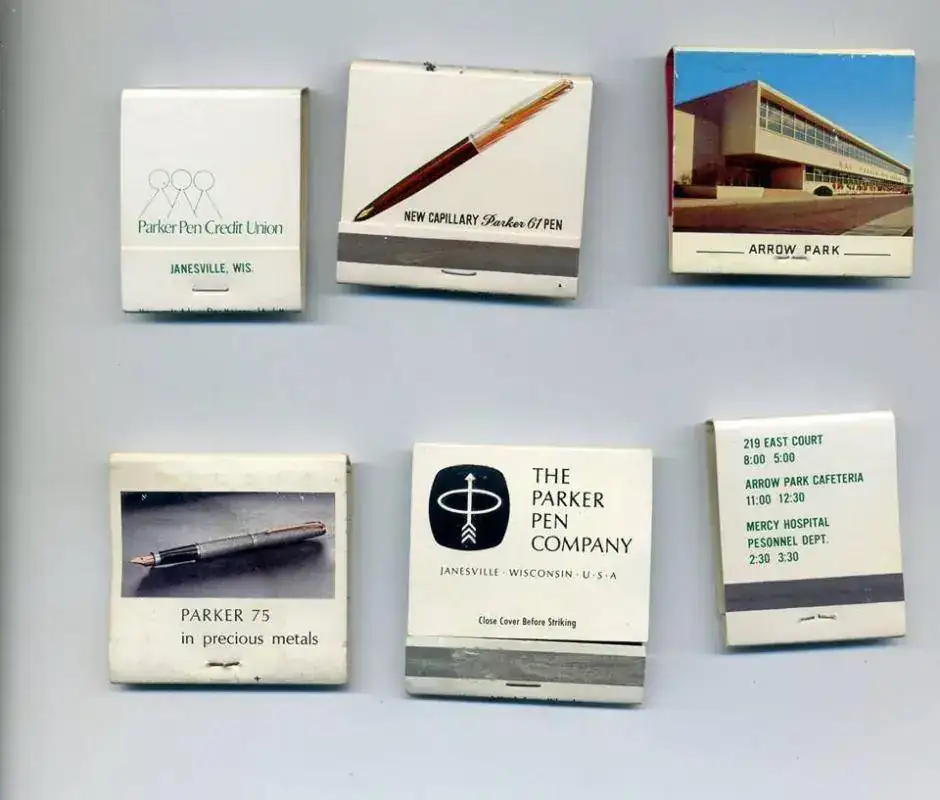 Parker Pen Credit Union
JANESVILLE, WIS.
NEW CAPILLARY Parker 61 PEN
ARROW PARK
PARKER 75
in precious metals
THE
PARKER
PEN
COMPANY
JANESVILLE · WISCONSIN · U · S · A
Close Cover Before Striking
219 EAST COURT
8:00 5:00
ARROW PARK CAFETERIA
11:00 12:30
MERCY HOSPITAL
PESONNEL DEPT.
2:30 3:30